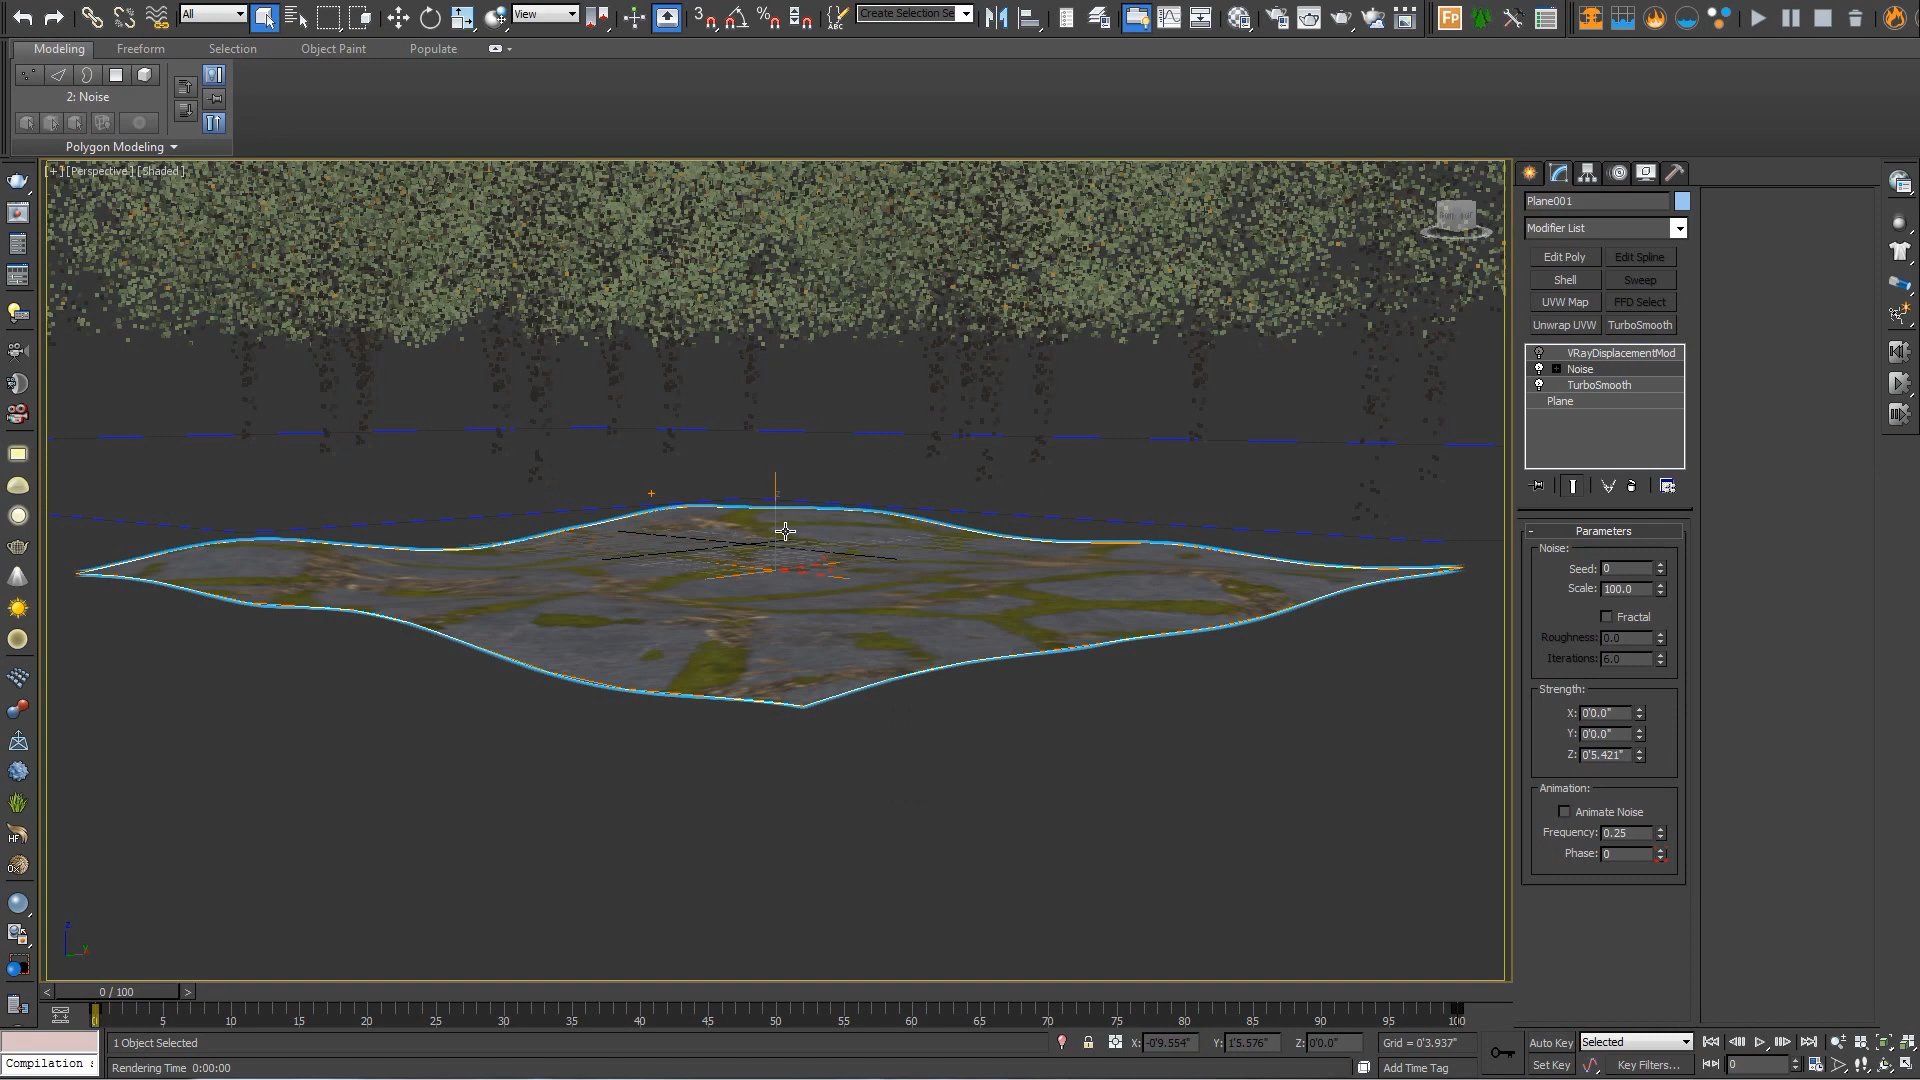 All
View
3
%
ABC
Create Selection Se
Fp
Modeling
Freeform
Selection
Object Paint
Populate
2: Noise
Polygon Modeling
[+] [Perspective] [Shaded]
Plane001
Modifier List
Edit Poly
Edit Spline
Shell
Sweep
UVW Map
FFD Select
Unwrap UVW
TurboSmooth
VRayDisplacementMod
Noise
TurboSmooth
Plane
- Parameters
Noise:
Seed: 0
Scale: 100.0
Fractal
Roughness: 0.0
Iterations: 6.0
Strength:
X: 0'0.0"
Y: 0'0.0"
Z: 0'5.421"
Animation:
Animate Noise
Frequency: 0.25
Phase: 0
HF
z
z
y
< 0 / 100 >
5 10 15 20 25 30 35 40 45 50 55 60 65 70 75 80 85 90 95 100
1 Object Selected
X: -0'9.554"
Y: 1'5.576"
Z: 0'0.0"
Grid = 0'3.937"
Auto Key
Selected
Compilation
Rendering Time 0:00:00
Add Time Tag
Set Key
Key Filters...
0